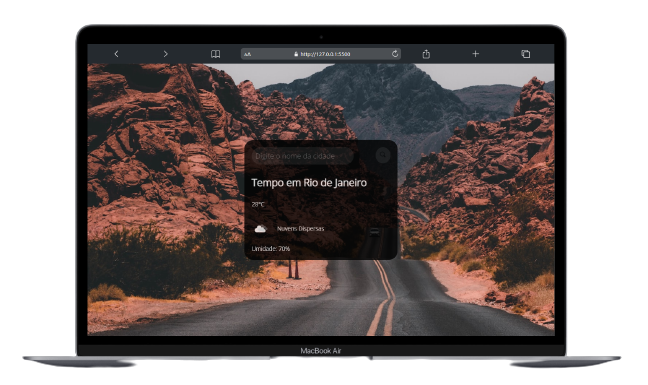 AA
http://127.0.0.1:5500
Digite o nome da cidade
Tempo em Rio de Janeiro
28°C
Nuvens Dispersas
Umidade: 70%
MacBook Air